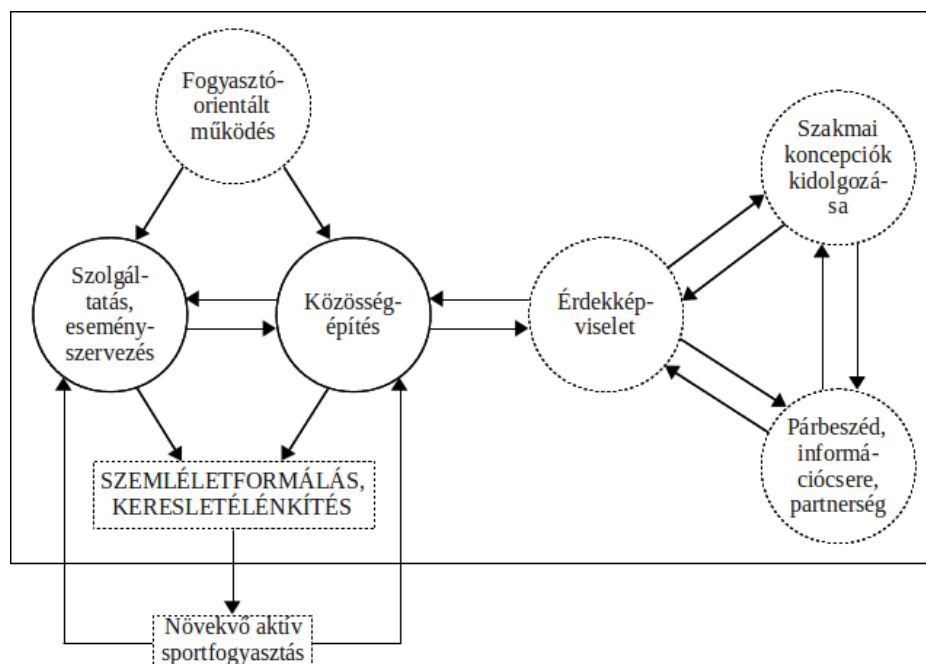 Fogyasztó-
orientált
működés
Szakmai
koncepciók
kidolgozá-
sa
Szolgál-
tatás,
esemény-
szervezés
Közösség-
építés
Érdekkép-
viselet
Párbeszéd,
informá-
ciócsere,
partnerség
SZEMLÉLETFORMÁLÁS,
KERESLETÉLÉNKÍTÉS
Növekvő aktív
sportfogyasztás